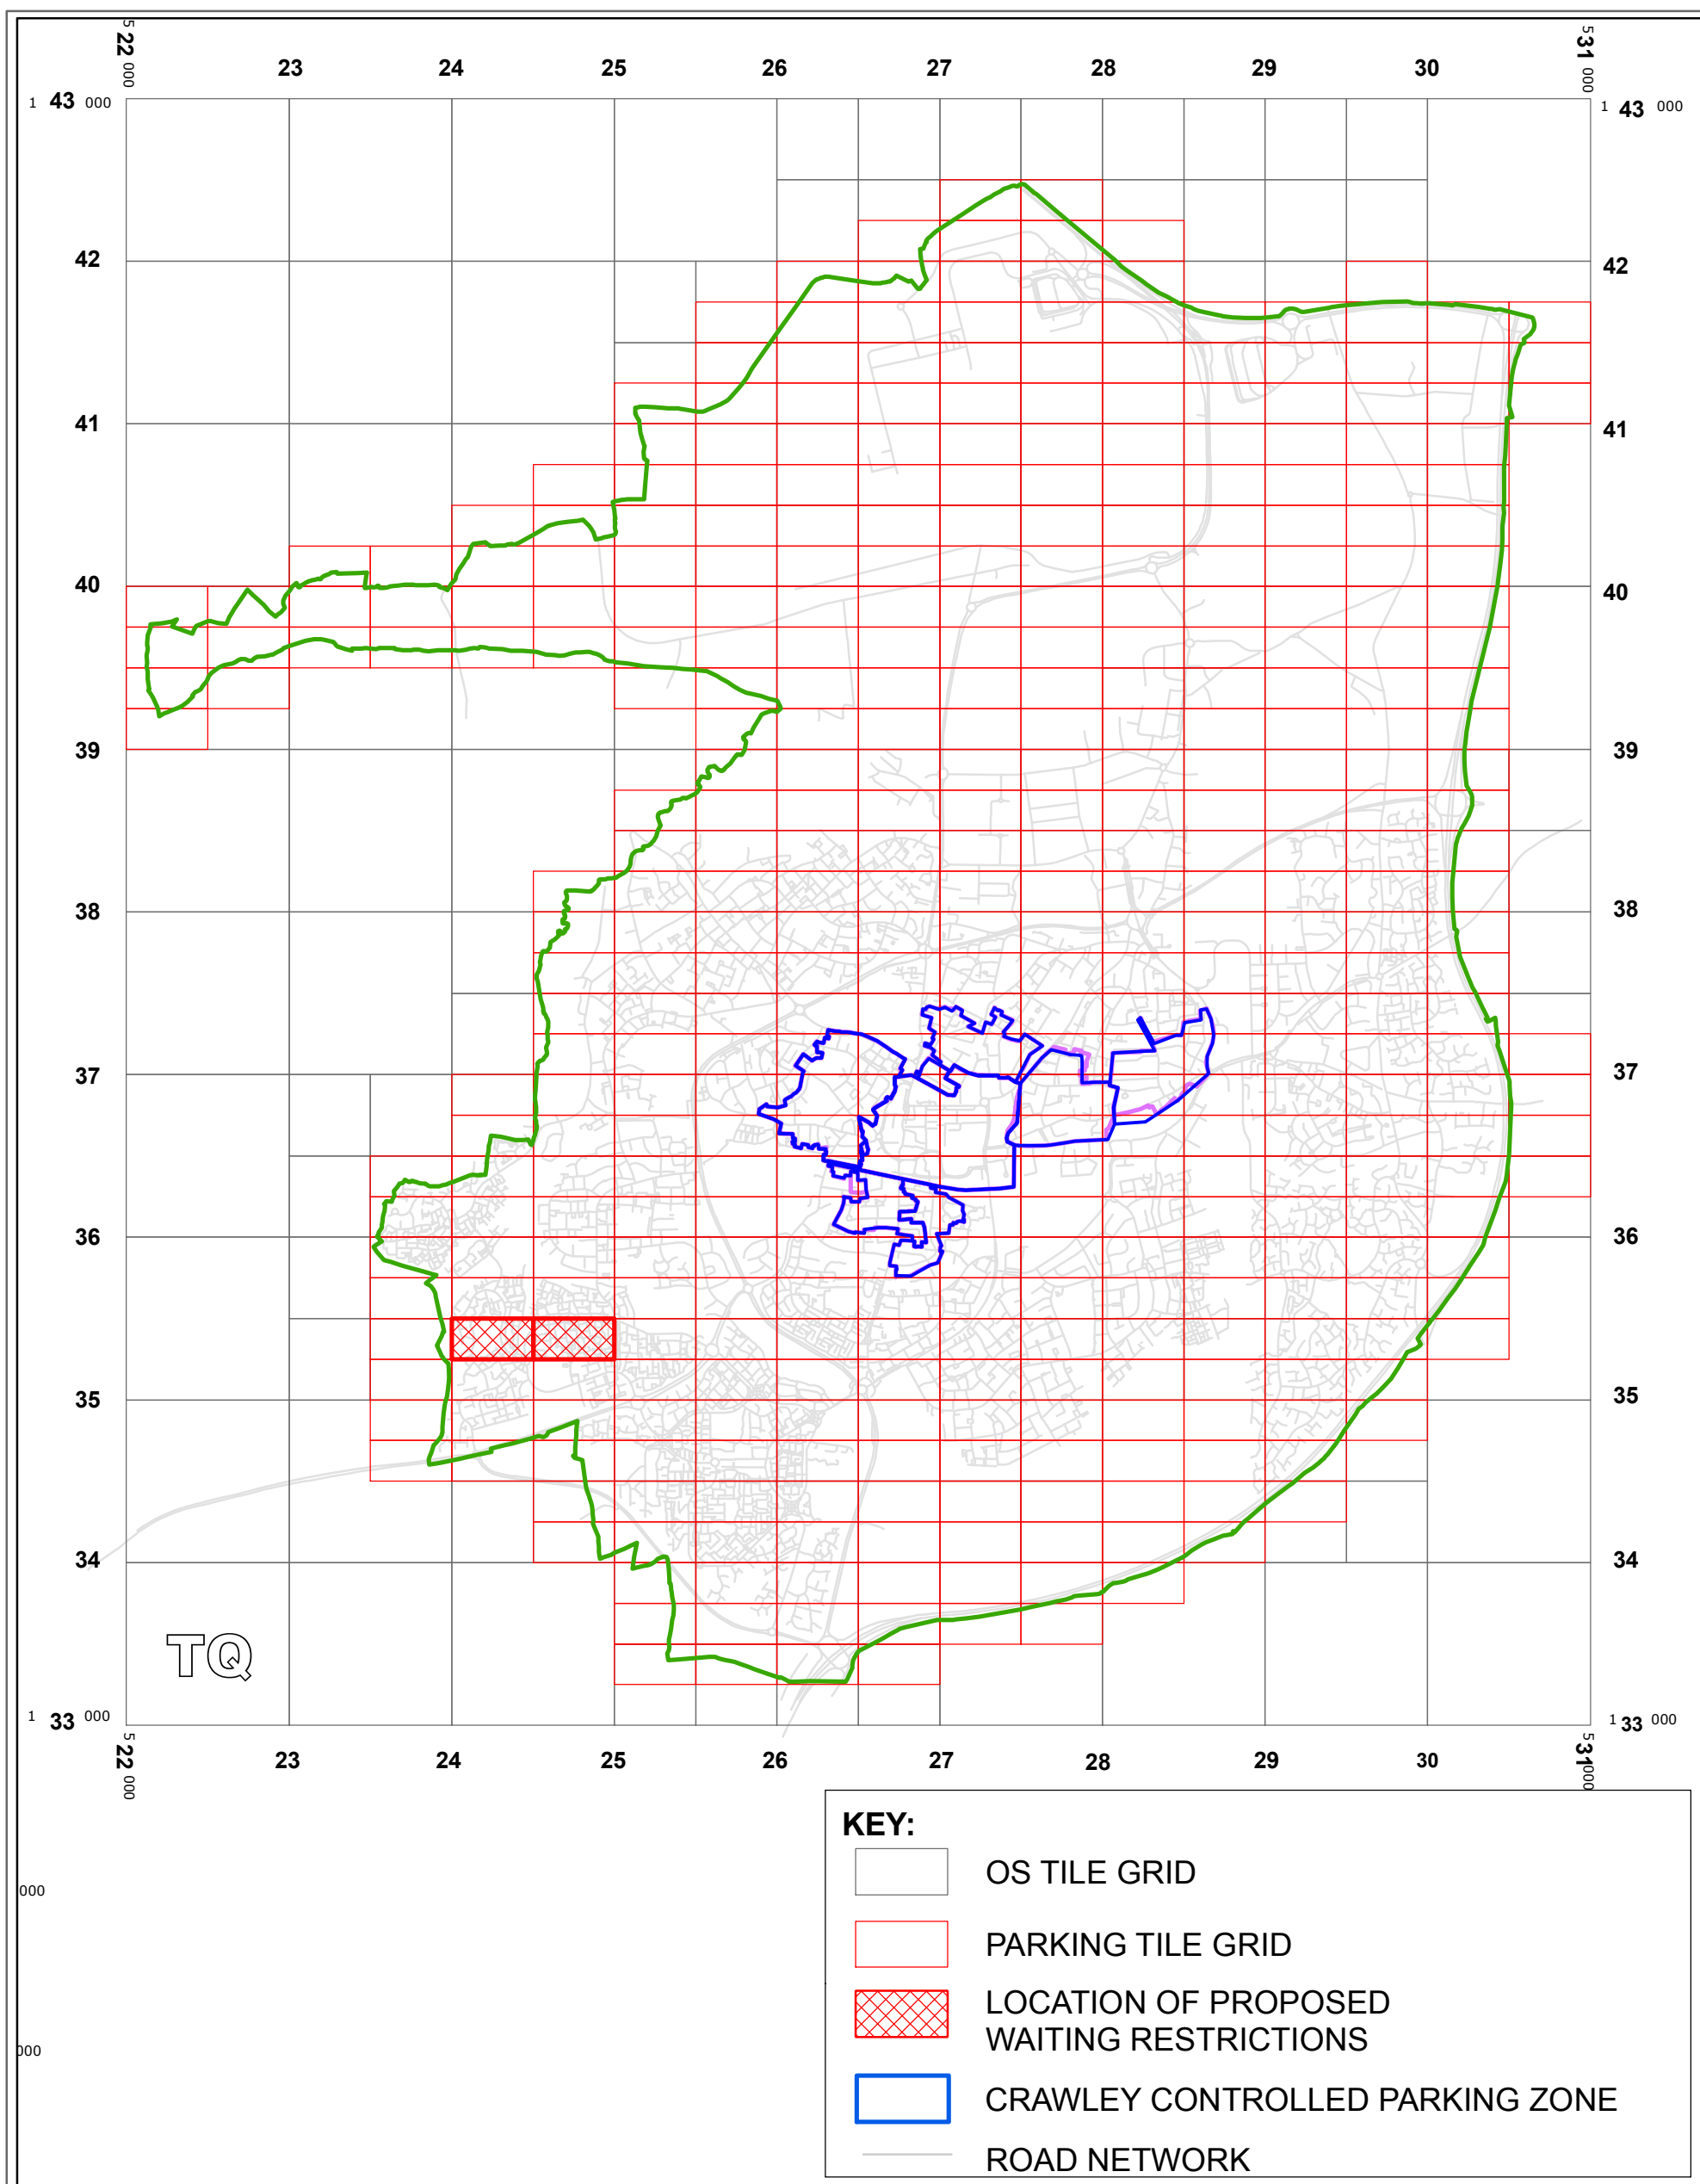 5 22 000 23 24 25 26 27 28 29 30 5 31 000
1 43 000
1 43 000
42 42
41 41
40 40
39 39
38 38
37 37
36 36
35 35
34 34
TQ
1 33 000
1 33 000
5 22 000 23 24 25 26 27 28 29 30 5 31 000
KEY:
OS TILE GRID
000
PARKING TILE GRID
LOCATION OF PROPOSED
WAITING RESTRICTIONS
000
CRAWLEY CONTROLLED PARKING ZONE
ROAD NETWORK